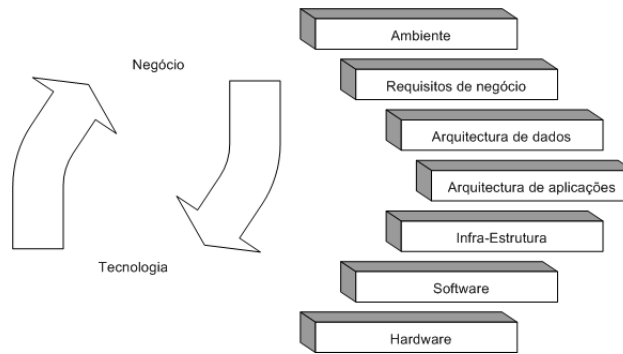 Ambiente
Negócio
Requisitos de negócio
Arquitectura de dados
Arquitectura de aplicações
Infra-Estrutura
Tecnologia
Software
Hardware